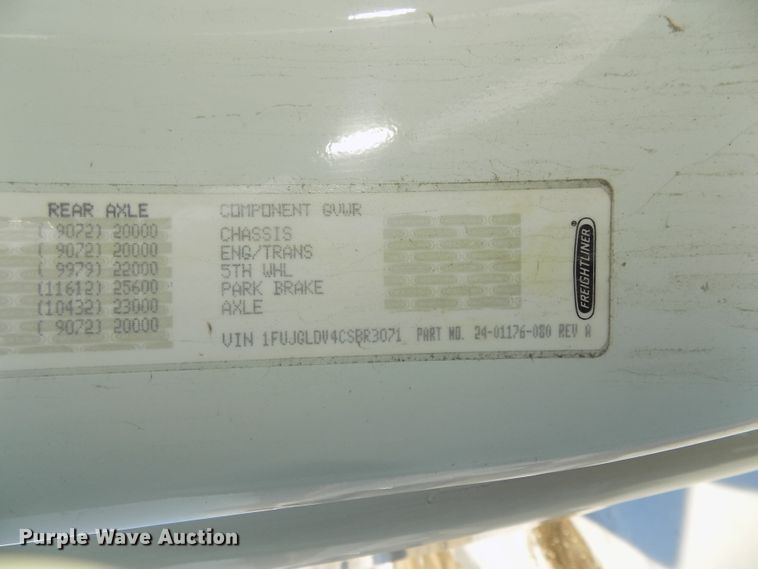 REAR AXLE COMPONENT GVWR
( 9072) 20000 CHASSIS
( 9072) 20000 ENG/TRANS
( 9979) 22000 5TH WHL
(11612) 25600 PARK BRAKE
(10432) 23000 AXLE
( 9072) 20000
VIN 1FUJGLDV4CSBR3071 PART NO. 24-01176-080 REV A
FREIGHTLINER
Purple Wave Auction